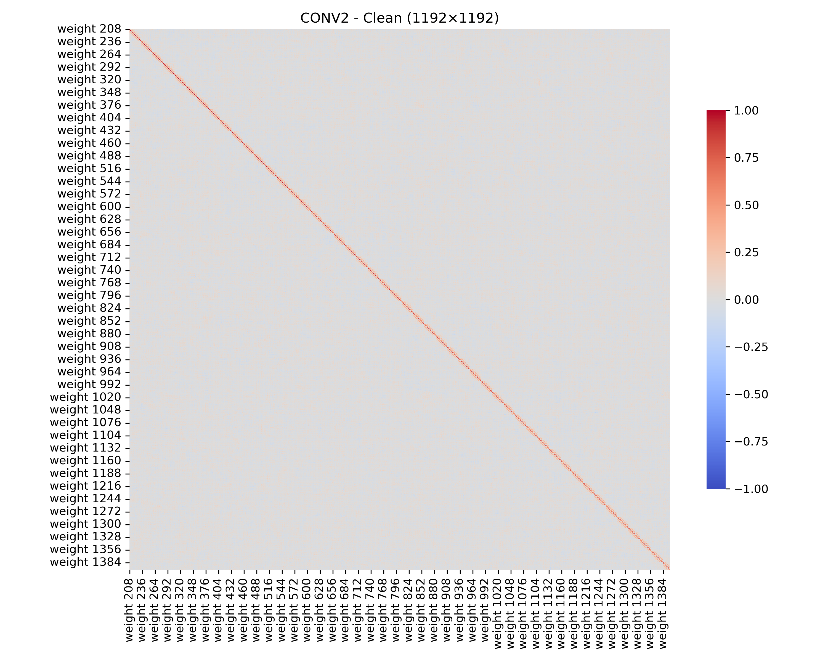 CONV2 - Clean (1192×1192)
weight 208
weight 236
weight 264
weight 292
weight 320
weight 348
weight 376
weight 404
weight 432
weight 460
weight 488
weight 516
weight 544
weight 572
weight 600
weight 628
weight 656
weight 684
weight 712
weight 740
weight 768
weight 796
weight 824
weight 852
weight 880
weight 908
weight 936
weight 964
weight 992
weight 1020
weight 1048
weight 1076
weight 1104
weight 1132
weight 1160
weight 1188
weight 1216
weight 1244
weight 1272
weight 1300
weight 1328
weight 1356
weight 1384
weight 208
weight 236
weight 264
weight 292
weight 320
weight 348
weight 376
weight 404
weight 432
weight 460
weight 488
weight 516
weight 544
weight 572
weight 600
weight 628
weight 656
weight 684
weight 712
weight 740
weight 768
weight 796
weight 824
weight 852
weight 880
weight 908
weight 936
weight 964
weight 992
weight 1020
weight 1048
weight 1076
weight 1104
weight 1132
weight 1160
weight 1188
weight 1216
weight 1244
weight 1272
weight 1300
weight 1328
weight 1356
weight 1384
1.00
0.75
0.50
0.25
0.00
−0.25
−0.50
−0.75
−1.00